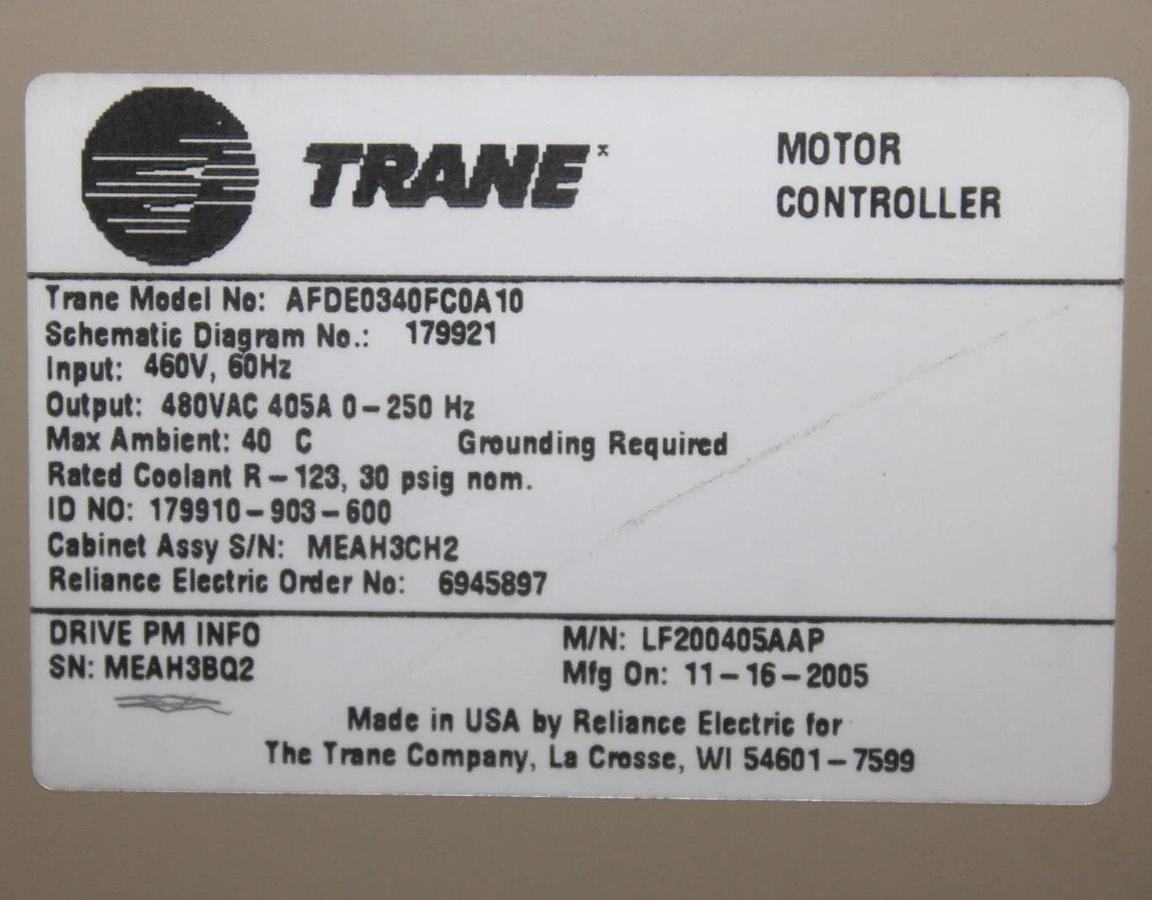 TRANE
MOTOR
CONTROLLER
Trane Model No: AFDE0340FC0A10
Schematic Diagram No.: 179921
Input: 460V, 60Hz
Output: 480VAC 405A 0-250 Hz
Max Ambient: 40 C Grounding Required
Rated Coolant R-123, 30 psig nom.
ID NO: 179910-903-600
Cabinet Assy S/N: MEAH3CH2
Reliance Electric Order No: 6945897
DRIVE PM INFO
M/N: LF200405AAP
SN: MEAH3BQ2
Mfg On: 11-16-2005
Made in USA by Reliance Electric for
The Trane Company, La Crosse, WI 54601-7599